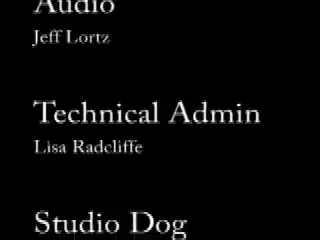 Audio
Jeff Lortz
Technical Admin
Lisa Radcliffe
Studio Dog